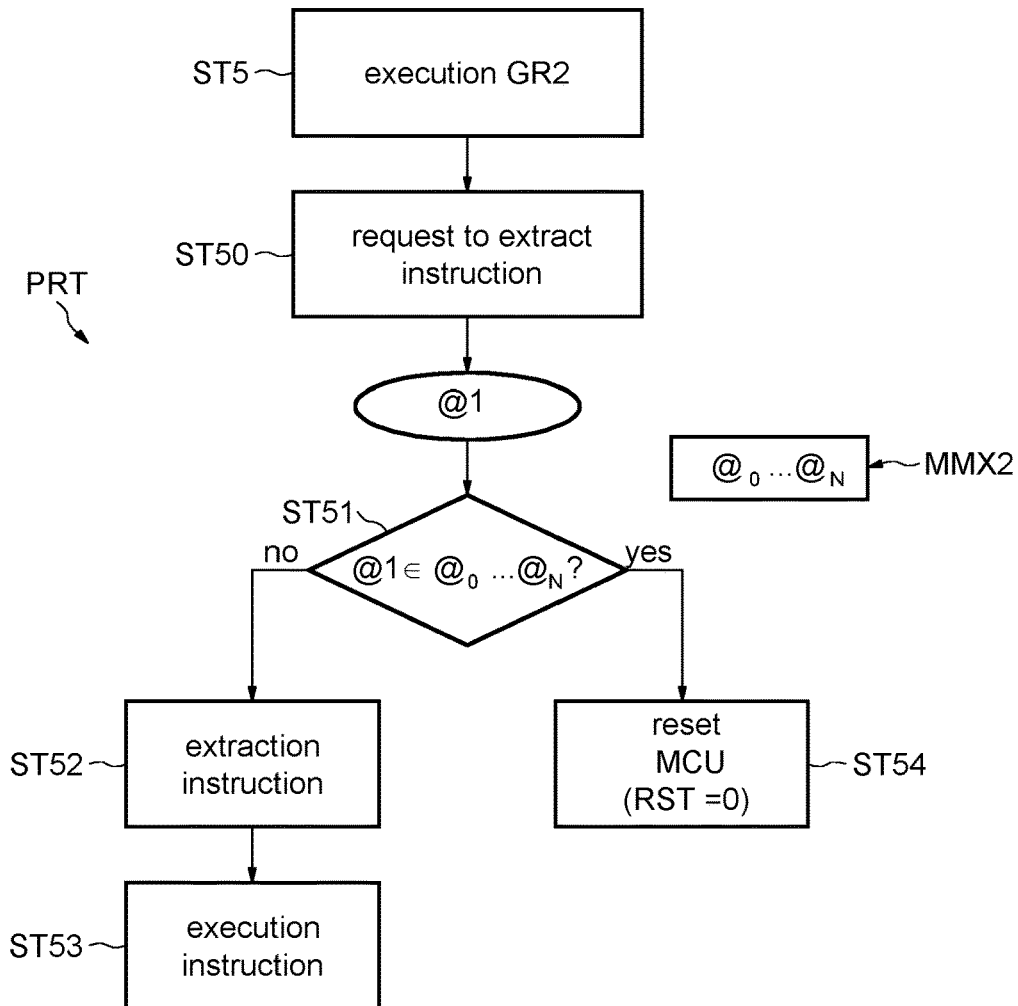 ST5
execution GR2
ST50
request to extract
instruction
PRT
@1
@0 ...@N
MMX2
ST51
no
@1∈ @0 ...@N ?
yes
ST52
extraction
instruction
reset
MCU
(RST =0)
ST54
ST53
execution
instruction